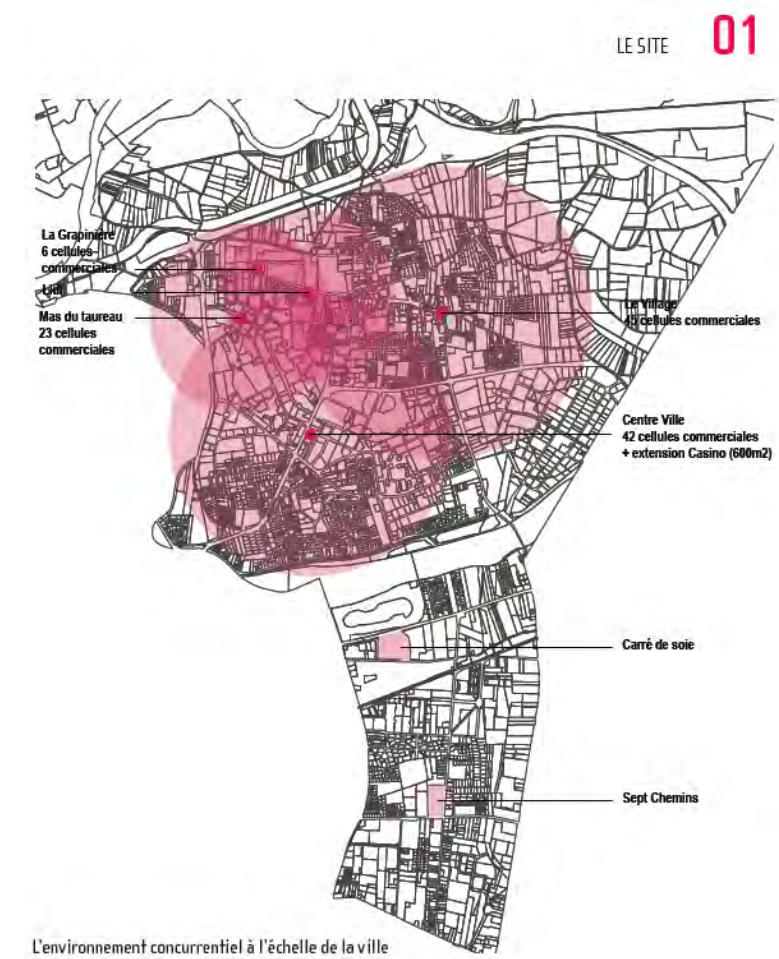 LE SITE 01
La Grapinière
6 cellules
commerciales
Lidl
Mas du taureau
23 cellules
commerciales
Le Village
45 cellules commerciales
Centre Ville
42 cellules commerciales
+ extension Casino (600m2)
Carré de soie
Sept Chemins
L'environnement concurrentiel à l'échelle de la ville